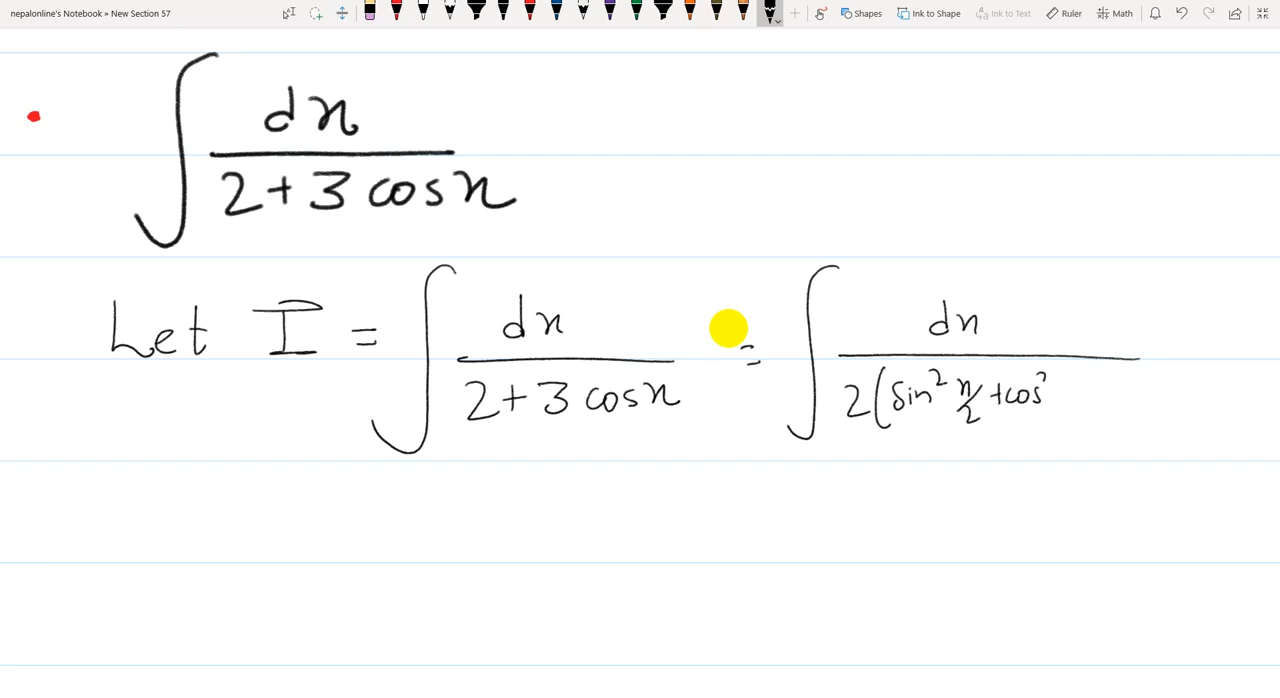 nepalonline's Notebook » New Section 57
Shapes Ink to Shape Ink to Text Ruler Math
∫ dx / (2 + 3 cos x)
Let I = ∫ dx / (2 + 3 cos x) = ∫ dx / 2(sin² x/2 + cos²